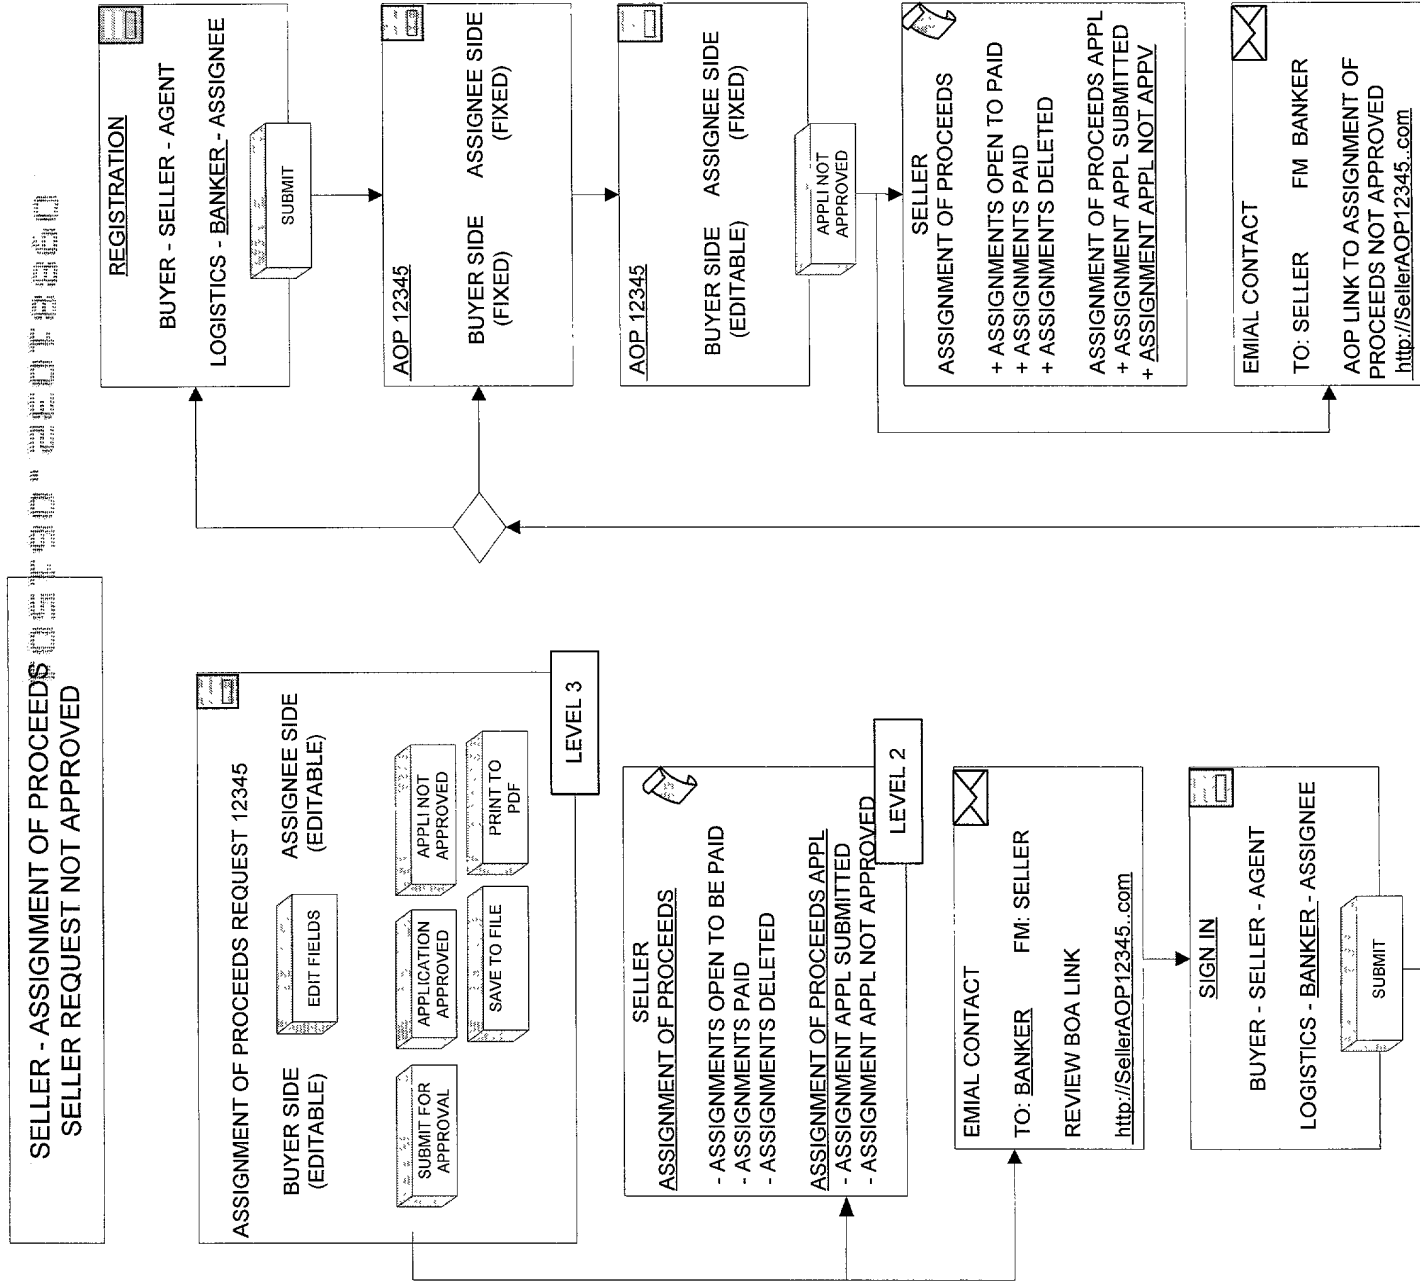 SELLER - ASSIGNMENT OF PROCEEDS
SELLER REQUEST NOT APPROVED
ASSIGNMENT OF PROCEEDS REQUEST 12345
BUYER SIDE
(EDITABLE)
EDIT FIELDS
ASSIGNEE SIDE
(EDITABLE)
SUBMIT FOR
APPROVAL
APPLICATION
APPROVED
APPLI NOT
APPROVED
SAVE TO FILE
PRINT TO
PDF
LEVEL 3
SELLER
ASSIGNMENT OF PROCEEDS
- ASSIGNMENTS OPEN TO BE PAID
- ASSIGNMENTS PAID
- ASSIGNMENTS DELETED
ASSIGNMENT OF PROCEEDS APPL
- ASSIGNMENT APPL SUBMITTED
- ASSIGNMENT APPL NOT APPROVED
LEVEL 2
EMIAL CONTACT
TO: BANKER FM: SELLER
REVIEW BOA LINK
http://SellerAOP12345..com
SIGN IN
BUYER - SELLER - AGENT
LOGISTICS - BANKER - ASSIGNEE
SUBMIT
REGISTRATION
BUYER - SELLER - AGENT
LOGISTICS - BANKER - ASSIGNEE
SUBMIT
AOP 12345
BUYER SIDE ASSIGNEE SIDE
(FIXED) (FIXED)
AOP 12345
BUYER SIDE ASSIGNEE SIDE
(EDITABLE) (FIXED)
APPLI NOT
APPROVED
SELLER
ASSIGNMENT OF PROCEEDS
+ ASSIGNMENTS OPEN TO PAID
+ ASSIGNMENTS PAID
+ ASSIGNMENTS DELETED
ASSIGNMENT OF PROCEEDS APPL
+ ASSIGNMENT APPL SUBMITTED
+ ASSIGNMENT APPL NOT APPV
EMIAL CONTACT
TO: SELLER FM BANKER
AOP LINK TO ASSIGNMENT OF
PROCEEDS NOT APPROVED
http://SellerAOP12345..com